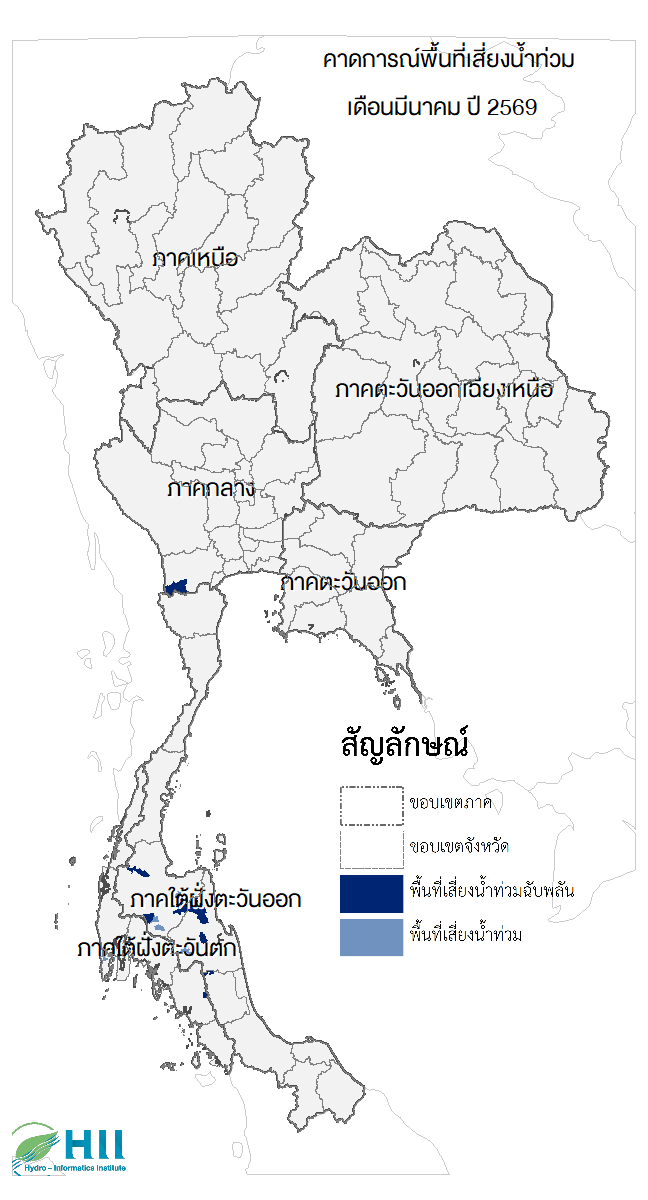 คาดการณ์พื้นที่เสี่ยงน้ำท่วม
เดือนมีนาคม ปี 2569
ภาคเหนือ
ภาคตะวันออกเฉียงเหนือ
ภาคกลาง
ภาคตะวันออก
สัญลักษณ์
ขอบเขตภาค
ขอบเขตจังหวัด
พื้นที่เสี่ยงน้ำท่วมฉับพลัน
พื้นที่เสี่ยงน้ำท่วม
ภาคใต้ฝั่งตะวันออก
ภาคใต้ฝั่งตะวันตก
HII
Hydro – Informatics Institute